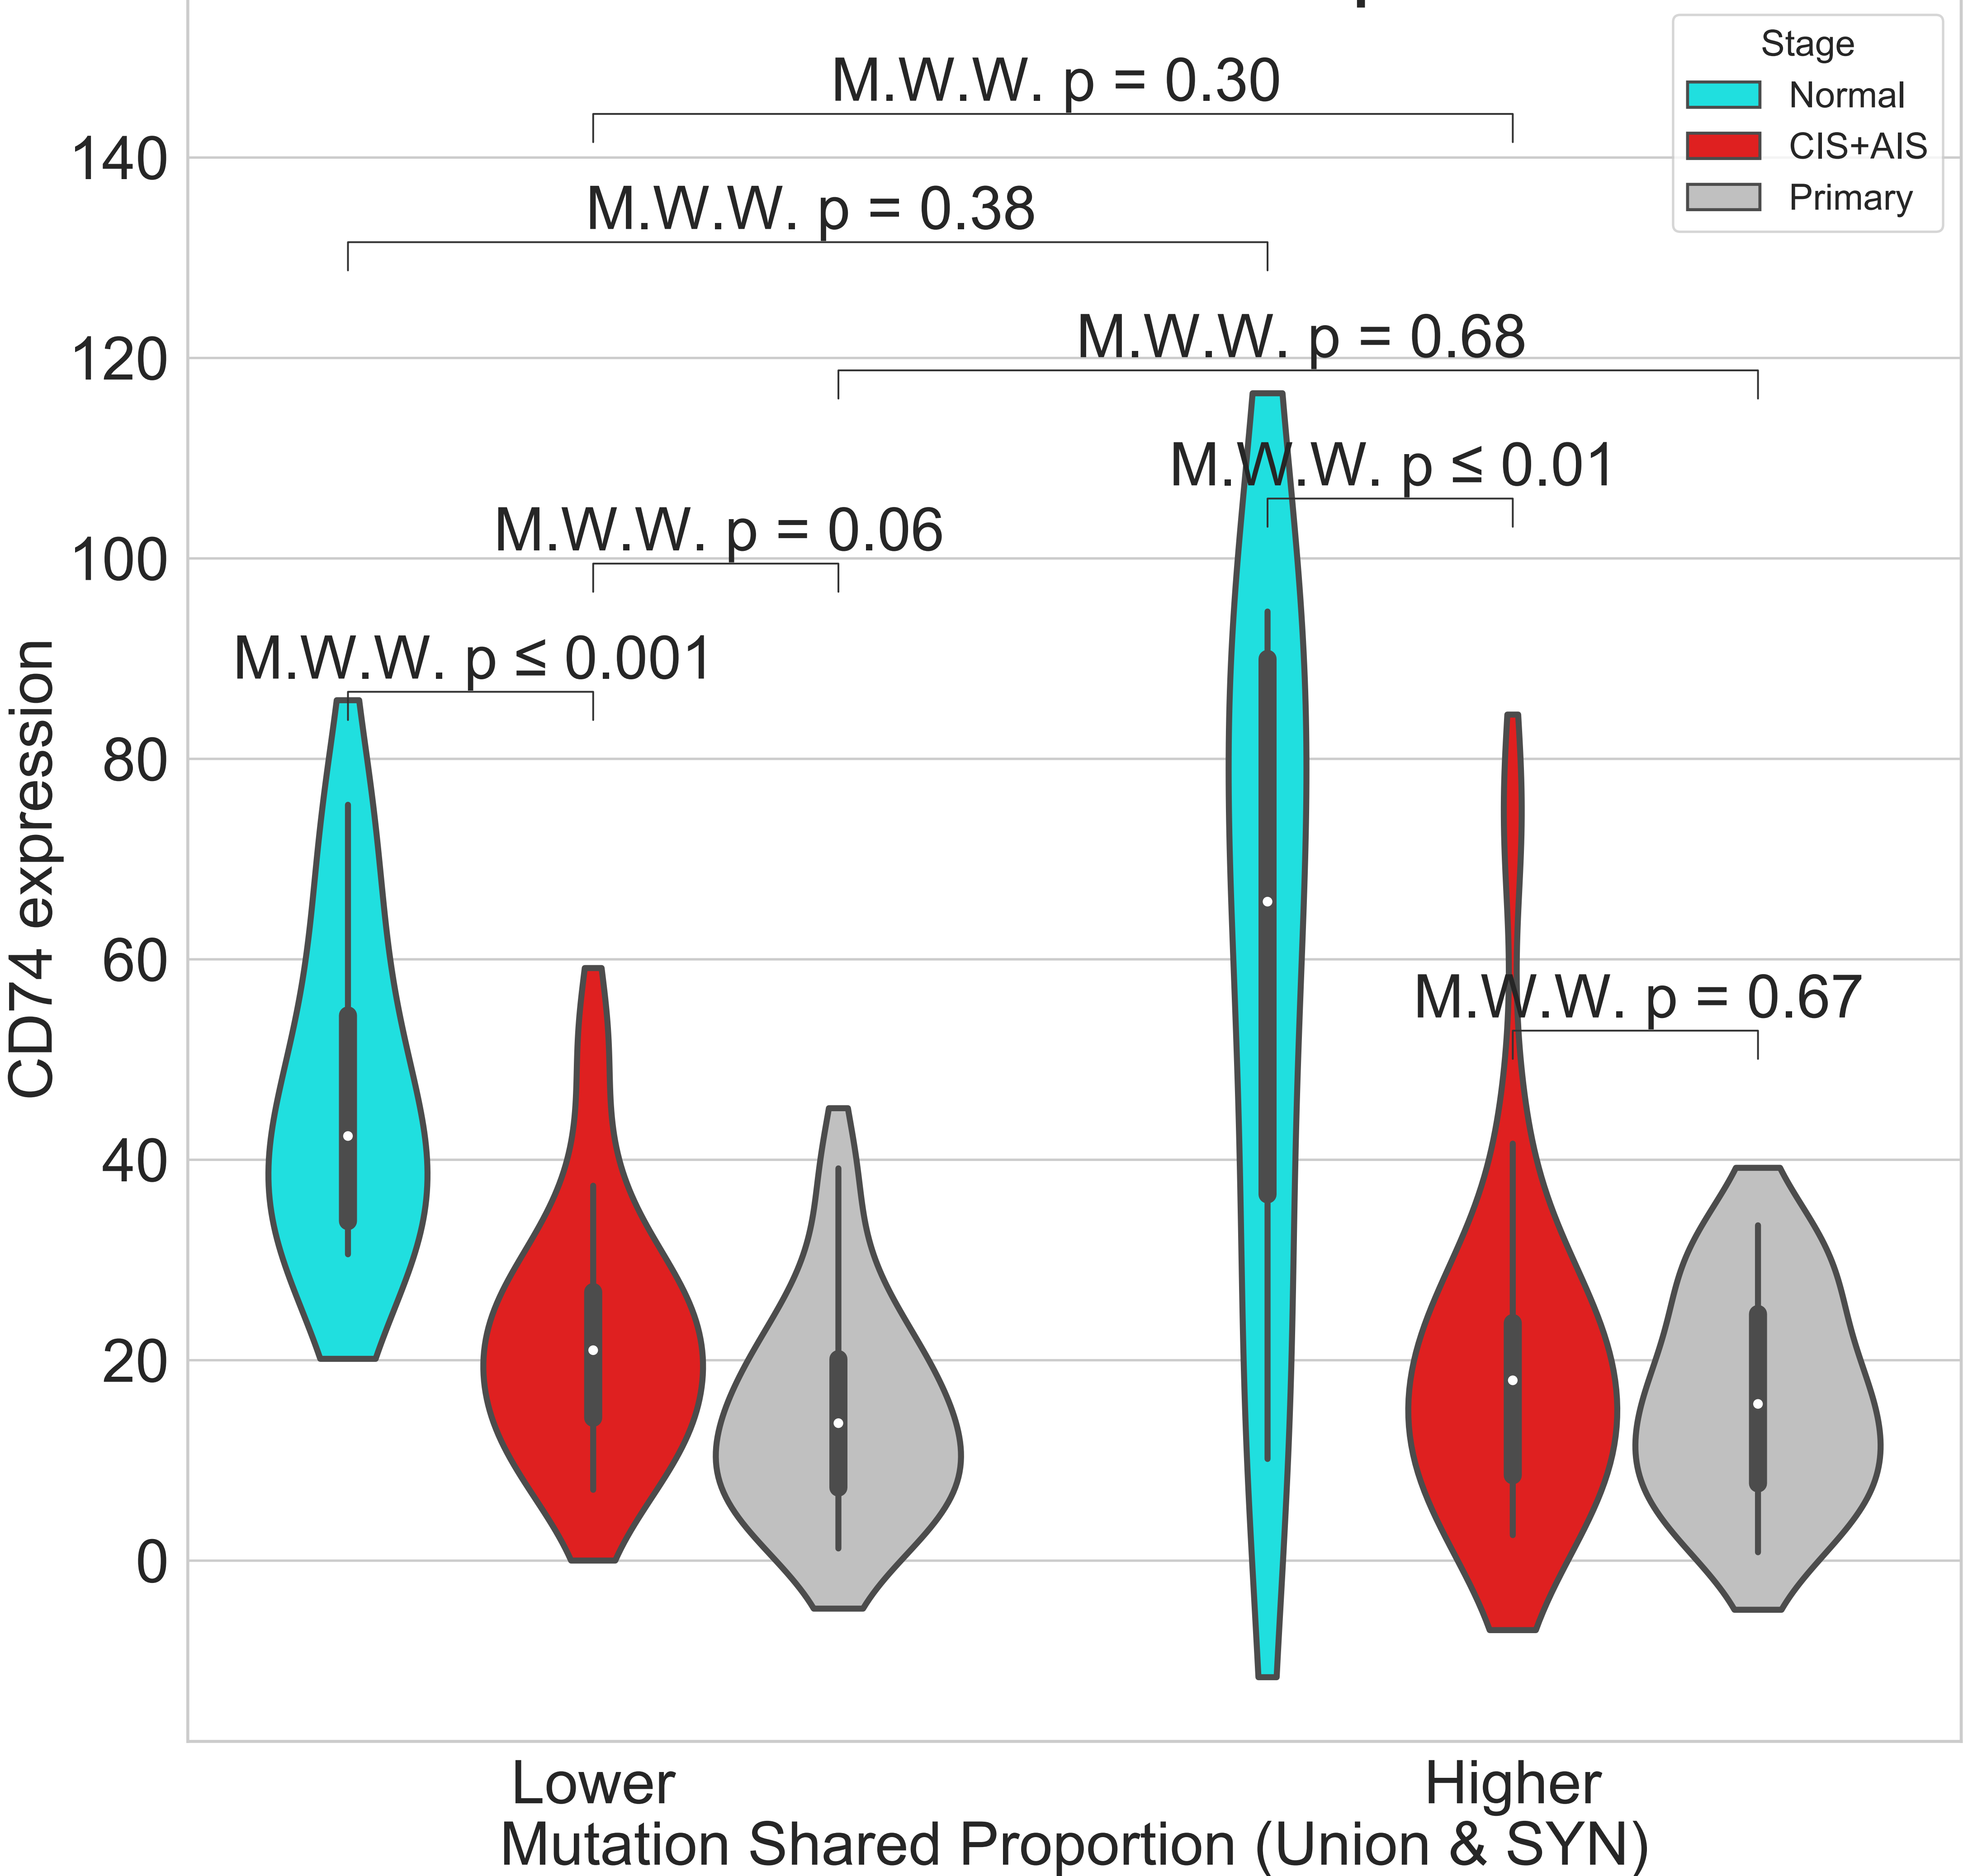 Stage
Normal
CIS+AIS
Primary
M.W.W. p = 0.30
M.W.W. p = 0.38
M.W.W. p = 0.68
M.W.W. p ≤ 0.01
M.W.W. p = 0.06
M.W.W. p ≤ 0.001
M.W.W. p = 0.67
140
120
100
80
60
40
20
0
CD74 expression
Lower
Higher
Mutation Shared Proportion (Union & SYN)